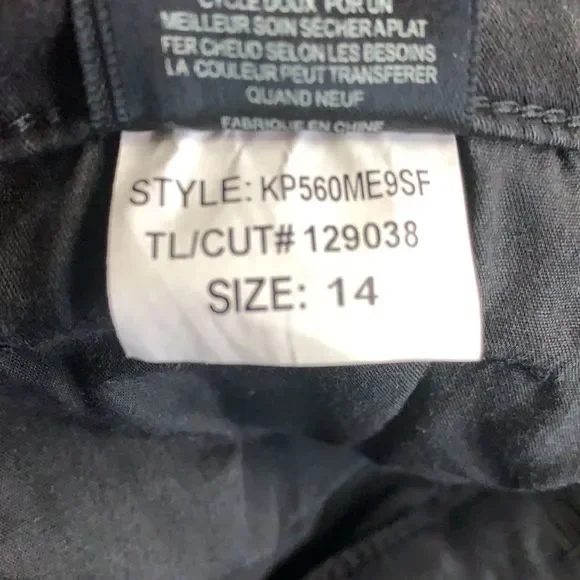 CYCLE DOUX POR UN
MEILLEUR SOIN SÉCHER A PLAT
FER CHEUD SELON LES BESOINS
LA COULEUR PEUT TRANSFERER
QUAND NEUF
FABRIQUE EN CHINE
STYLE: KP560ME9SF
TL/CUT# 129038
SIZE: 14